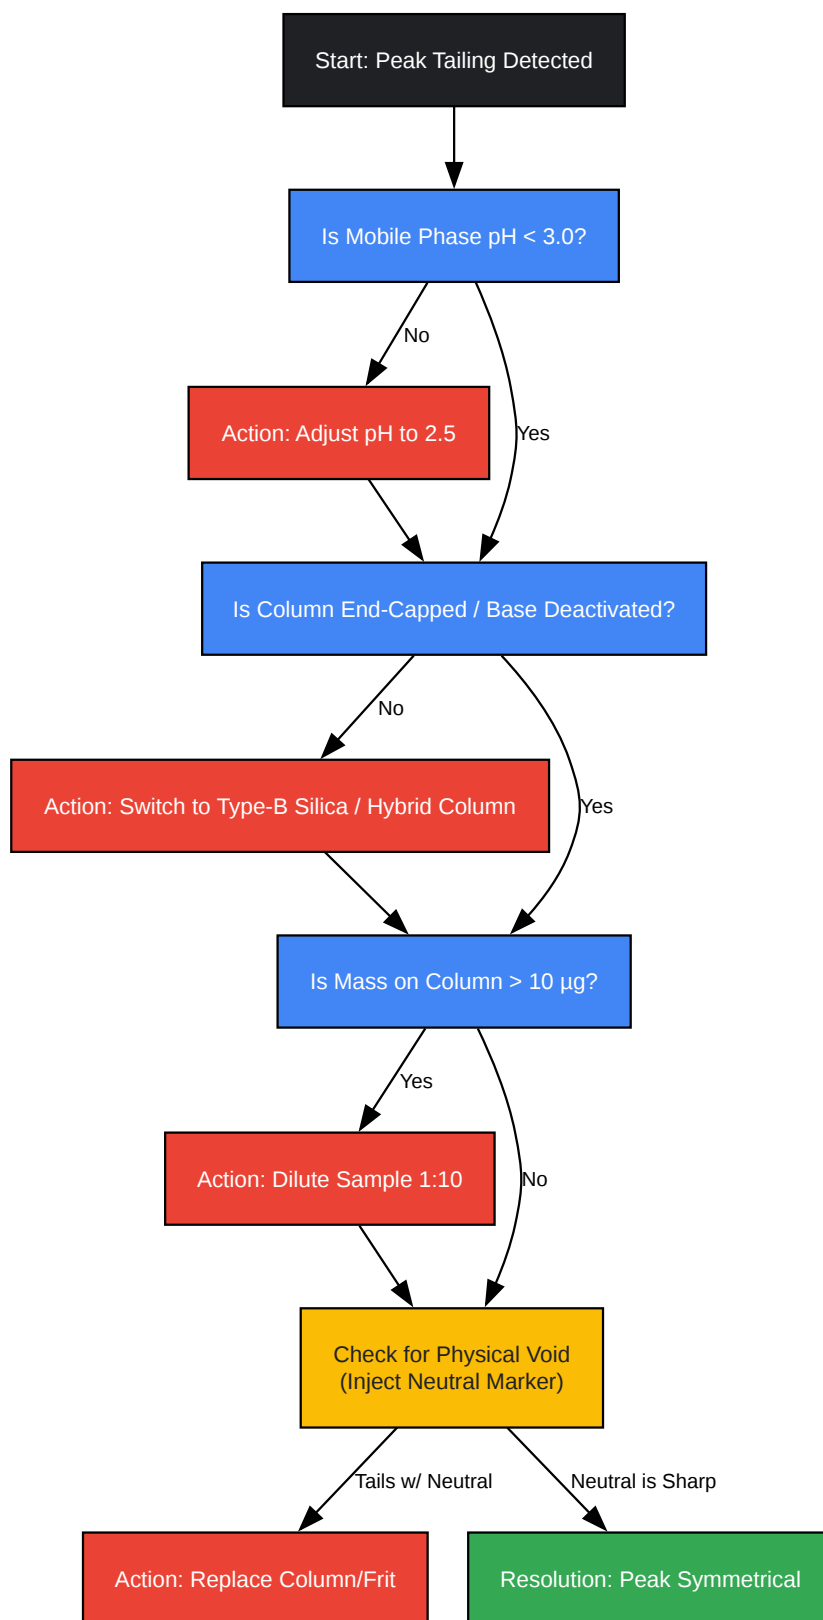 Start: Peak Tailing Detected
Is Mobile Phase pH < 3.0?
No
Action: Adjust pH to 2.5
Yes
Is Column End-Capped / Base Deactivated?
No
Action: Switch to Type-B Silica / Hybrid Column
Yes
Is Mass on Column > 10 µg?
Yes
Action: Dilute Sample 1:10
No
Check for Physical Void
(Inject Neutral Marker)
Tails w/ Neutral
Neutral is Sharp
Action: Replace Column/Frit
Resolution: Peak Symmetrical